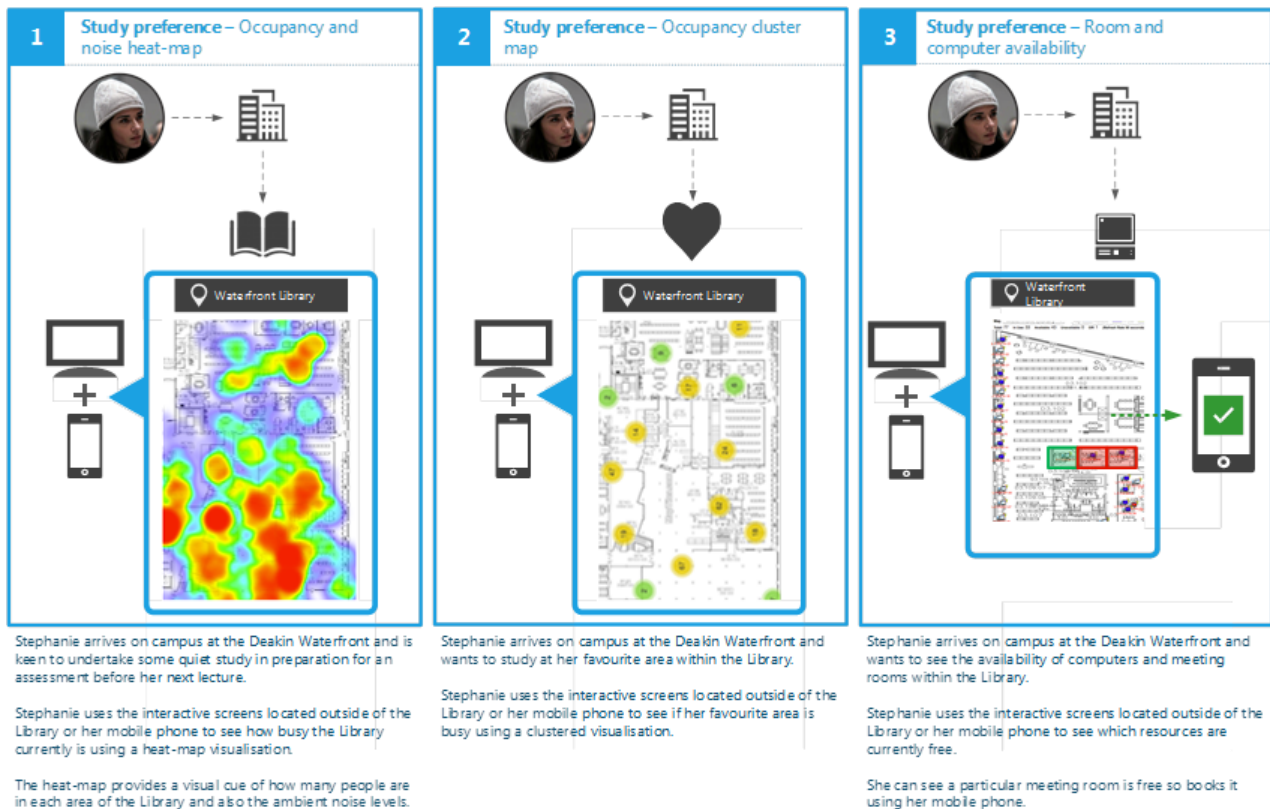 1
Study preference – Occupancy and
noise heat-map
Waterfront Library
Stephanie arrives on campus at the Deakin Waterfront and is
keen to undertake some quiet study in preparation for an
assessment before her next lecture.
Stephanie uses the interactive screens located outside of the
Library or her mobile phone to see how busy the Library
currently is using a heat-map visualisation.
The heat-map provides a visual cue of how many people are
in each area of the Library and also the ambient noise levels.
2
Study preference – Occupancy cluster
map
Waterfront Library
Stephanie arrives on campus at the Deakin Waterfront and
wants to study at her favourite area within the Library.
Stephanie uses the interactive screens located outside of the
Library or her mobile phone to see if her favourite area is
busy using a clustered visualisation.
3
Study preference – Room and
computer availability
Waterfront
Library
Stephanie arrives on campus at the Deakin Waterfront and
wants to see the availability of computers and meeting
rooms within the Library.
Stephanie uses the interactive screens located outside of the
Library or her mobile phone to see which resources are
currently free.
She can see a particular meeting room is free so books it
using her mobile phone.